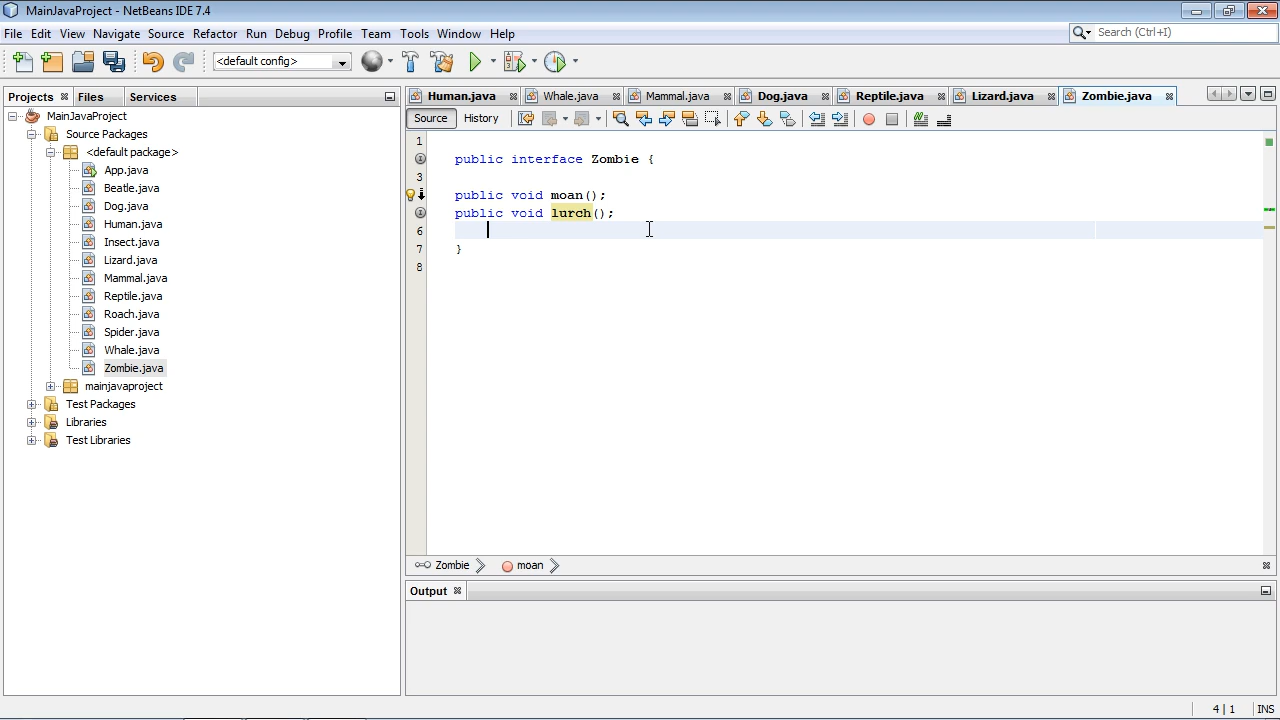 MainJavaProject - NetBeans IDE 7.4
File Edit View Navigate Source Refactor Run Debug Profile Team Tools Window Help
Search (Ctrl+I)
<default config>
Projects Files Services
Human.java Whale.java Mammal.java Dog.java Reptile.java Lizard.java Zombie.java
Source History
MainJavaProject
Source Packages
<default package>
App.java
Beatle.java
Dog.java
Human.java
Insect.java
Lizard.java
Mammal.java
Reptile.java
Roach.java
Spider.java
Whale.java
Zombie.java
mainjavaproject
Test Packages
Libraries
Test Libraries
1
public interface Zombie {
3
public void moan();
public void lurch();
6
7 }
8
Zombie moan
Output
4|1 INS